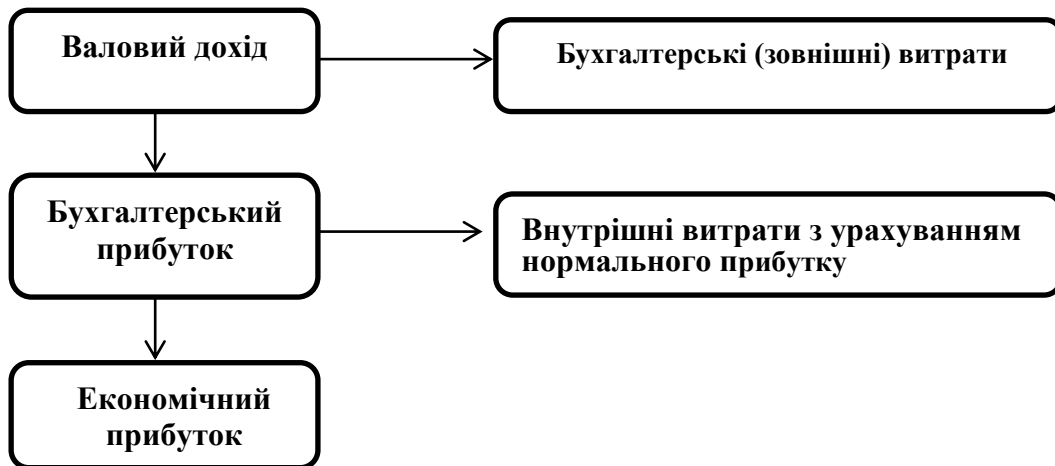 Валовий дохід
Бухгалтерські (зовнішні) витрати
Бухгалтерський
прибуток
Внутрішні витрати з урахуванням
нормального прибутку
Економічний
прибуток